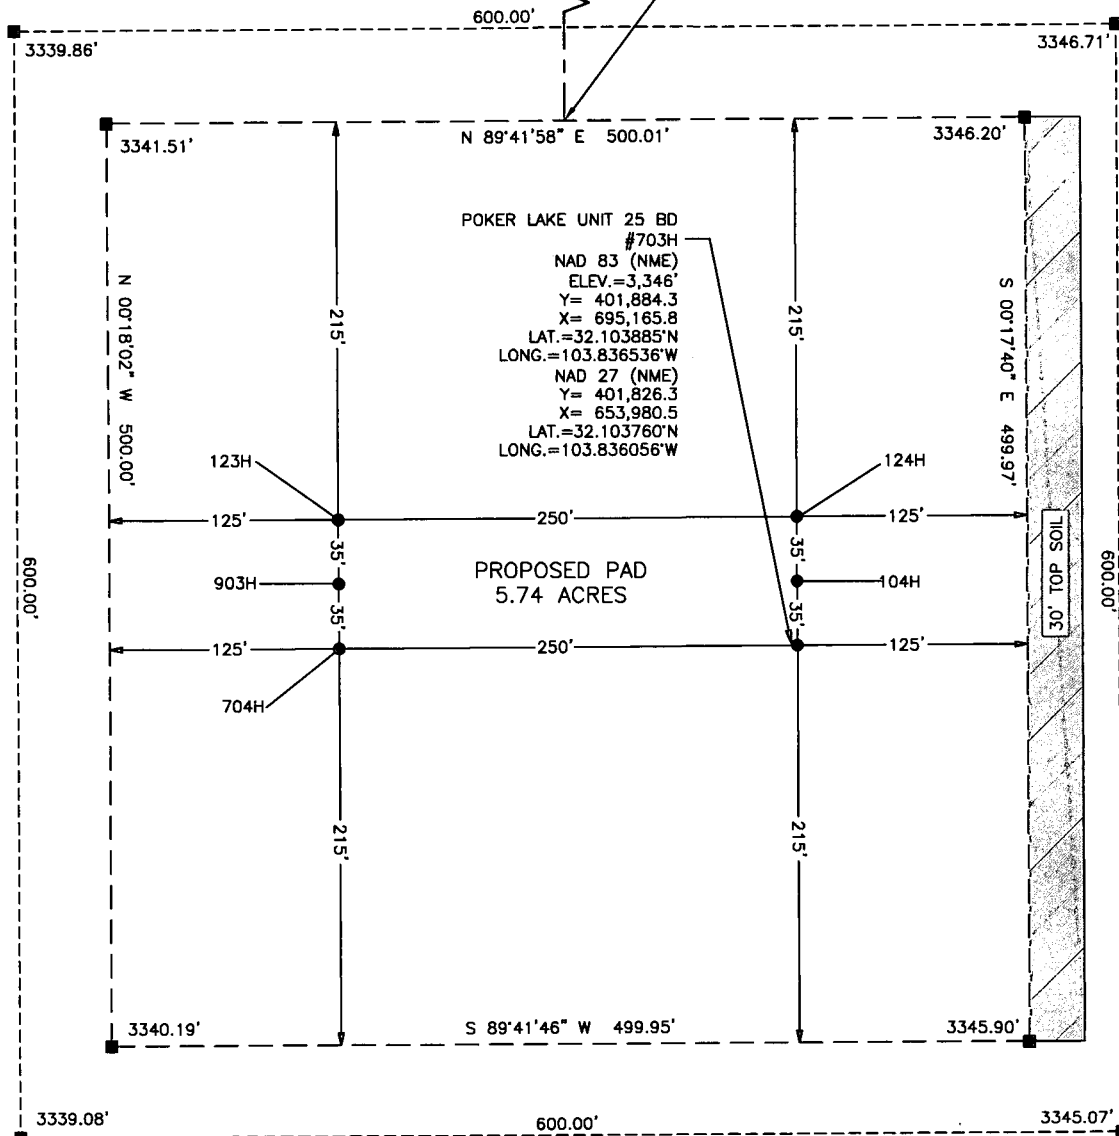 600.00'
3339.86'
3346.71'
N 89°41'58" E 500.01'
3341.51'
3346.20'
POKER LAKE UNIT 25 BD
#703H
NAD 83 (NME)
ELEV.=3,346'
Y= 401,884.3
X= 695,165.8
LAT.=32.103885°N
LONG.=103.836536°W
NAD 27 (NME)
Y= 401,826.3
X= 653,980.5
LAT.=32.103760°N
LONG.=103.836056°W
N 00°18'02" W 500.00'
215'
215'
S 00°17'40" E 499.97'
123H
124H
125'
250'
125'
35'
35'
600.00'
903H
PROPOSED PAD
5.74 ACRES
104H
30' TOP SOIL
600.00'
35'
35'
125'
250'
125'
704H
215'
215'
3340.19'
S 89°41'46" W 499.95'
3345.90'
3339.08'
600.00'
3345.07'